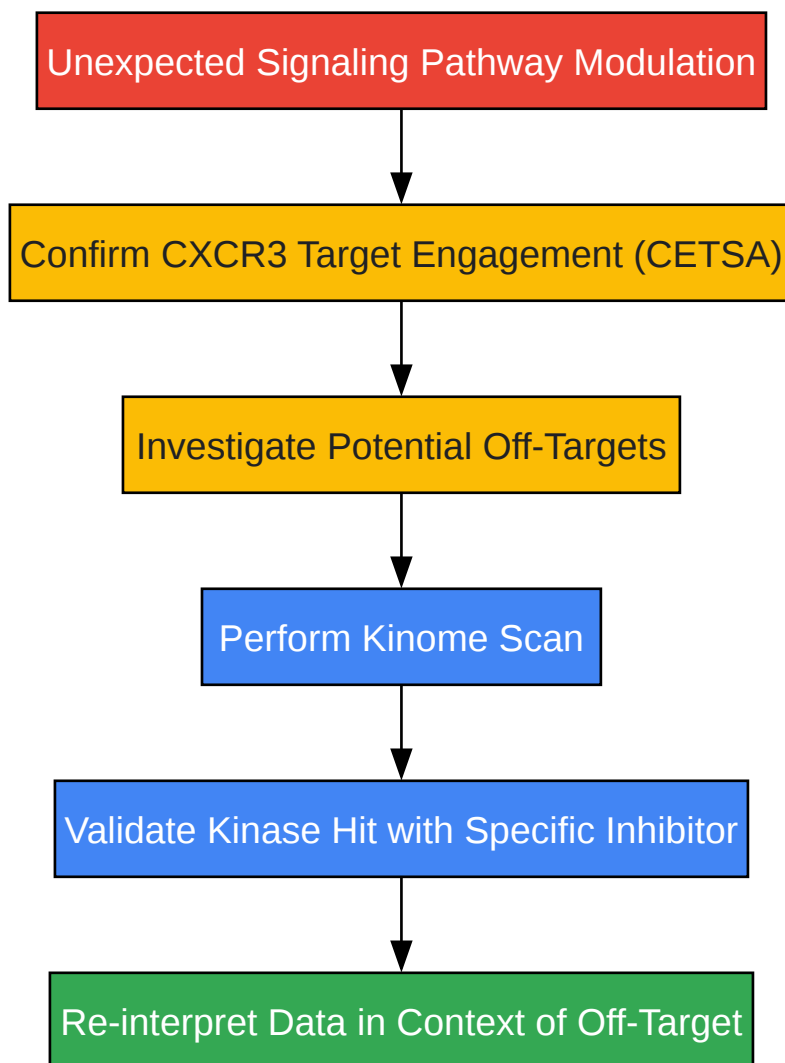 Unexpected Signaling Pathway Modulation
Confirm CXCR3 Target Engagement (CETSA)
Investigate Potential Off-Targets
Perform Kinome Scan
Validate Kinase Hit with Specific Inhibitor
Re-interpret Data in Context of Off-Target